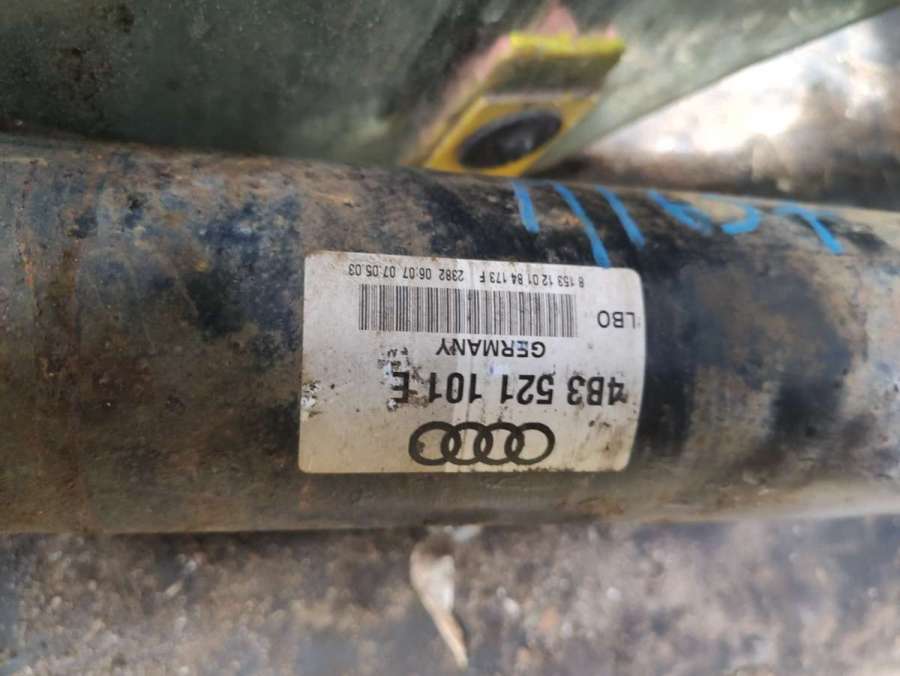 4B3 521 101 E
GERMANY
LBO
8 153 12 01 84 173 F 2382 06.07 07.05.03